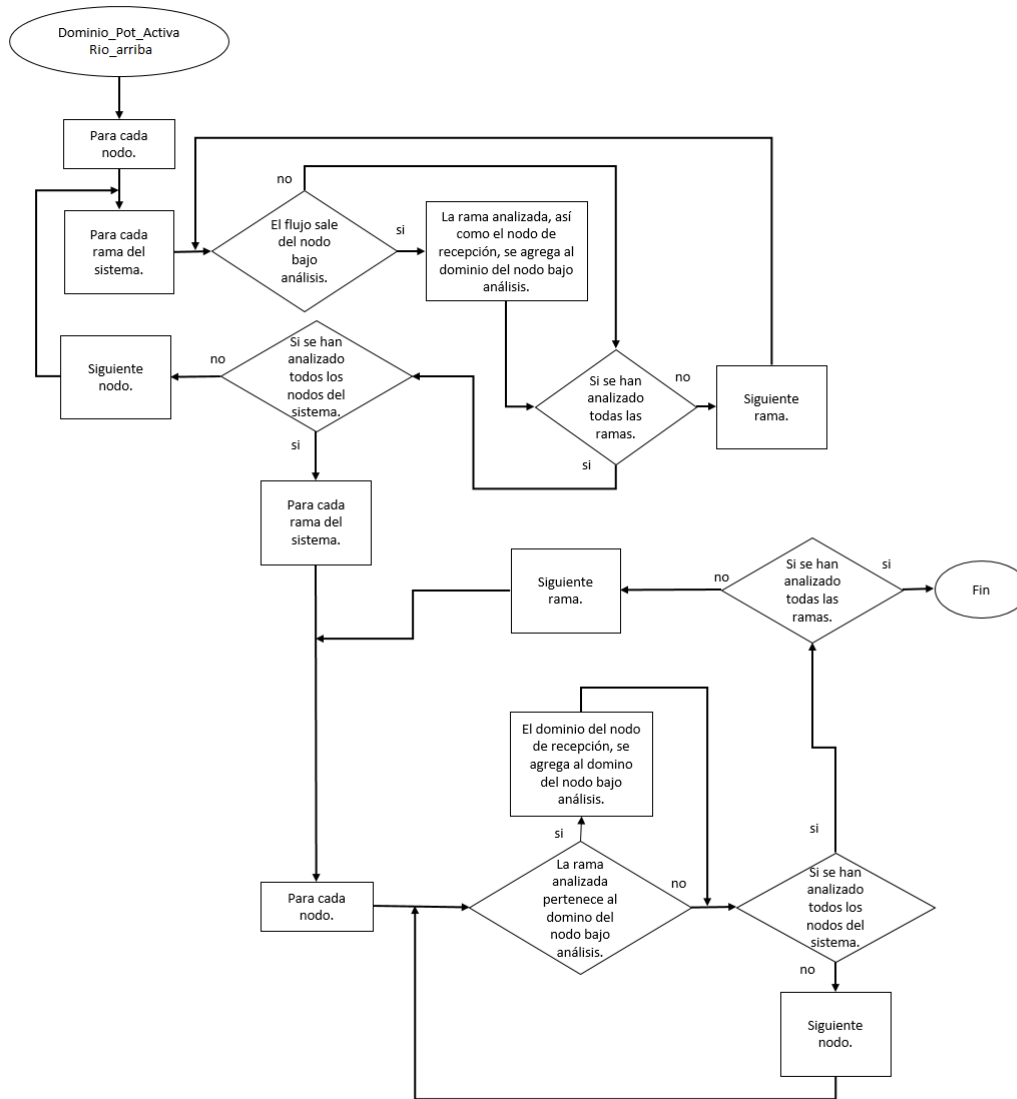 Dominio_Pot_Activa
Rio_arriba
Para cada
nodo.
no
Para cada
rama del
sistema.
El flujo sale
del nodo
bajo
análisis.
si
La rama analizada, así
como el nodo de
recepción, se agrega al
dominio del nodo bajo
análisis.
Siguiente
nodo.
no
Si se han
analizado
todos los
nodos del
sistema.
si
Si se han
analizado
todas las
ramas.
no
si
Siguiente
rama.
Para cada
rama del
sistema.
Siguiente
rama.
no
Si se han
analizado
todas las
ramas.
si
Fin
El dominio del nodo
de recepción, se
agrega al domino
del nodo bajo
análisis.
si
Para cada
nodo.
La rama
analizada
pertenece al
domino del
nodo bajo
análisis.
no
si
Si se han
analizado
todos los
nodos del
sistema.
no
Siguiente
nodo.